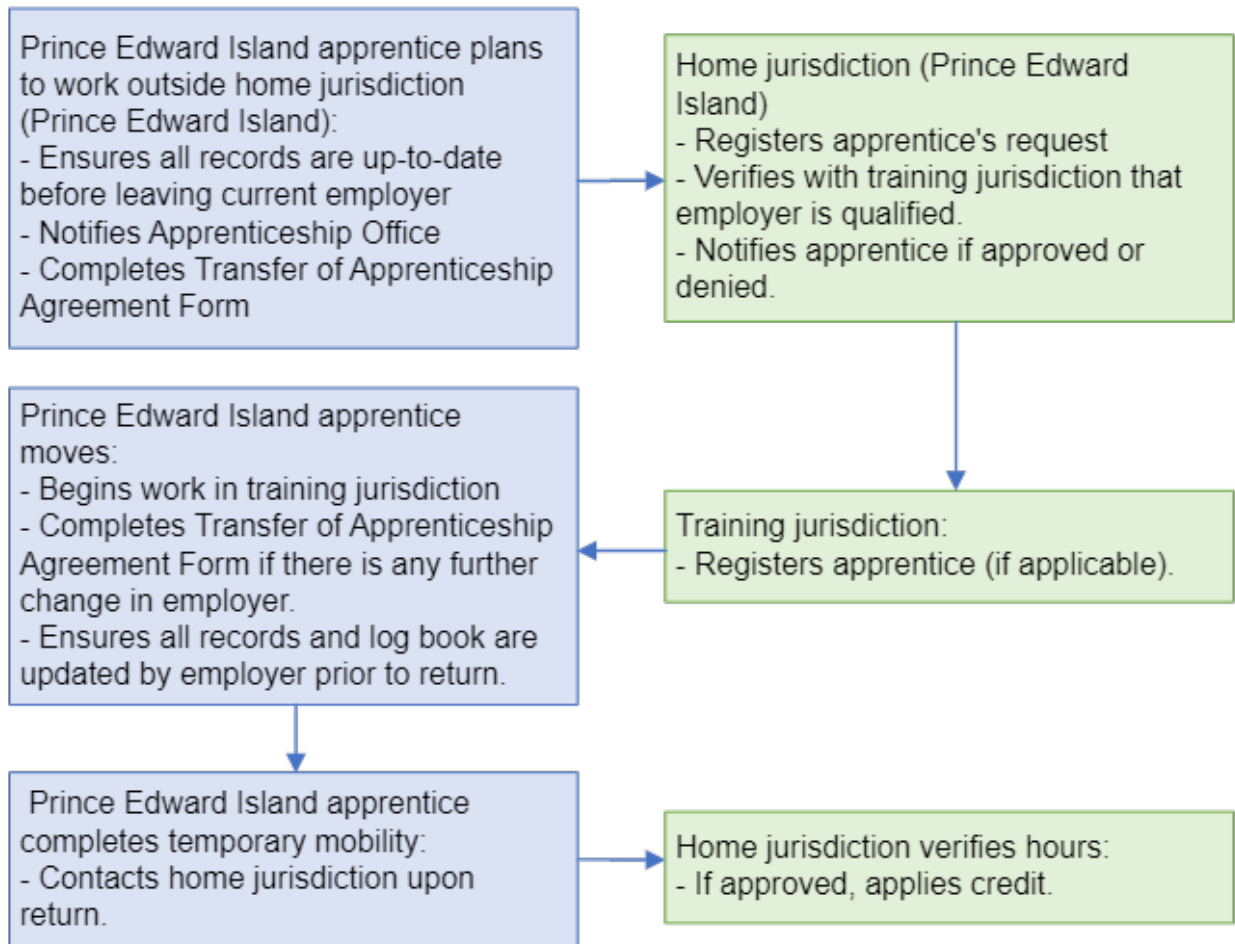 Prince Edward Island apprentice plans
to work outside home jurisdiction
(Prince Edward Island):
- Ensures all records are up-to-date
before leaving current employer
- Notifies Apprenticeship Office
- Completes Transfer of Apprenticeship
Agreement Form
Home jurisdiction (Prince Edward
Island)
- Registers apprentice's request
- Verifies with training jurisdiction that
employer is qualified.
- Notifies apprentice if approved or
denied.
Training jurisdiction:
- Registers apprentice (if applicable).
Prince Edward Island apprentice
moves:
- Begins work in training jurisdiction
- Completes Transfer of Apprenticeship
Agreement Form if there is any further
change in employer.
- Ensures all records and log book are
updated by employer prior to return.
Prince Edward Island apprentice
completes temporary mobility:
- Contacts home jurisdiction upon
return.
Home jurisdiction verifies hours:
- If approved, applies credit.